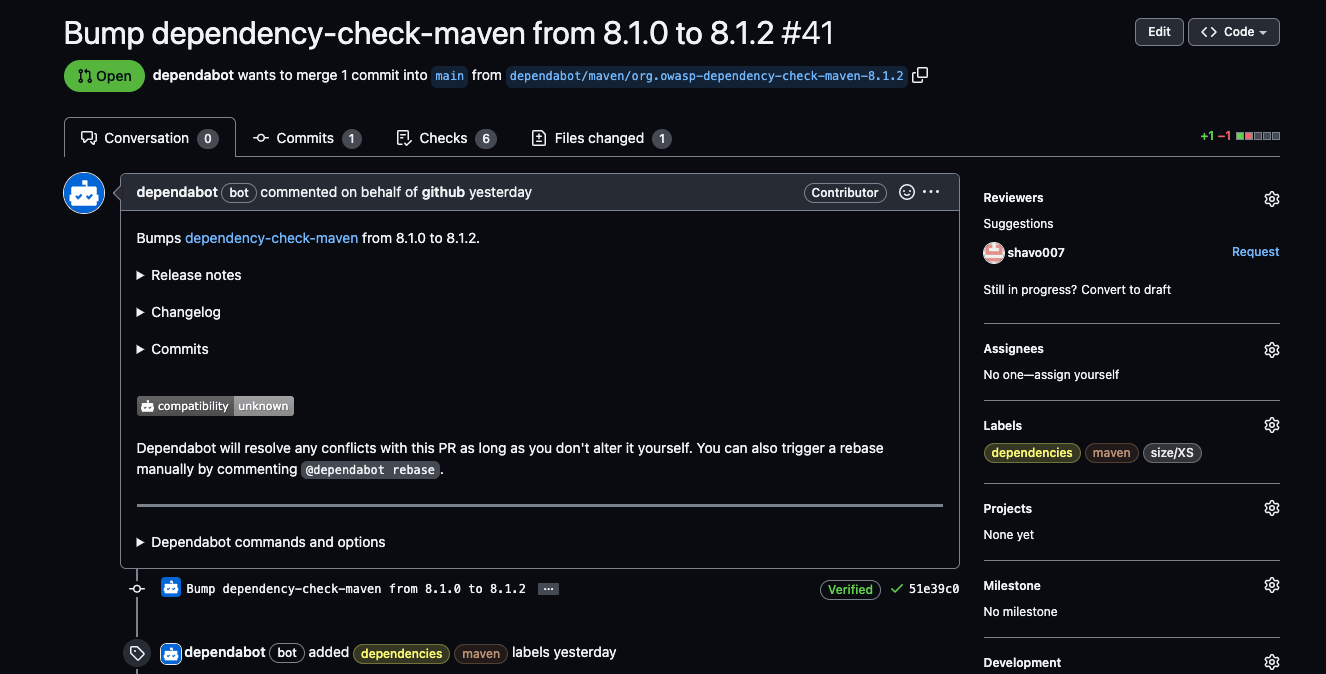 Bump dependency-check-maven from 8.1.0 to 8.1.2 #41
Edit
Code
Open
dependabot wants to merge 1 commit into main from dependabot/maven/org.owasp-dependency-check-maven-8.1.2
Conversation 0
Commits 1
Checks 6
Files changed 1
+1 −1
dependabot bot commented on behalf of github yesterday
Contributor
Bumps dependency-check-maven from 8.1.0 to 8.1.2.
Release notes
Changelog
Commits
compatibility unknown
Dependabot will resolve any conflicts with this PR as long as you don't alter it yourself. You can also trigger a rebase
manually by commenting @dependabot rebase.
Dependabot commands and options
Bump dependency-check-maven from 8.1.0 to 8.1.2 ...
Verified
51e39c0
dependabot bot added dependencies maven labels yesterday
Reviewers
Suggestions
shavo007
Request
Still in progress? Convert to draft
Assignees
No one—assign yourself
Labels
dependencies maven size/XS
Projects
None yet
Milestone
No milestone
Development